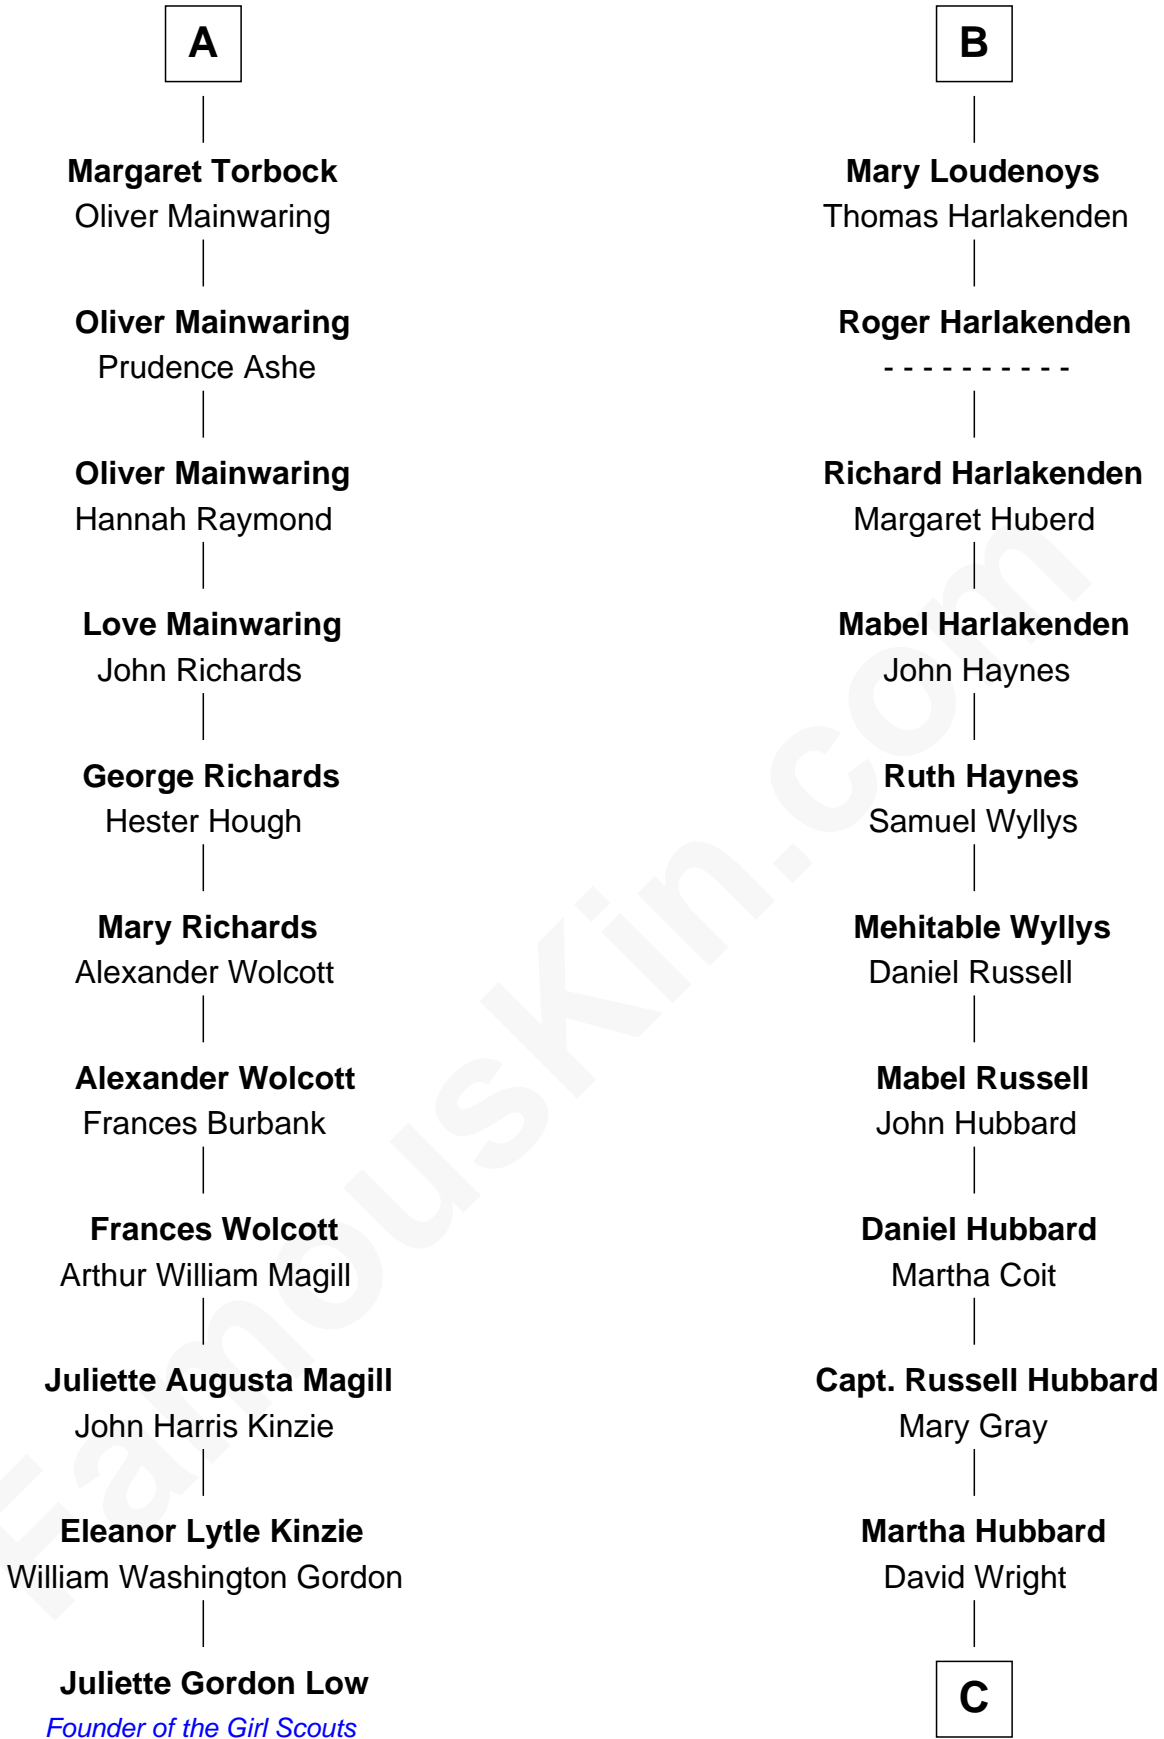 A
Margaret Torbock
Oliver Mainwaring
Oliver Mainwaring
Prudence Ashe
Oliver Mainwaring
Hannah Raymond
Love Mainwaring
John Richards
George Richards
Hester Hough
Mary Richards
Alexander Wolcott
Alexander Wolcott
Frances Burbank
Frances Wolcott
Arthur William Magill
Juliette Augusta Magill
John Harris Kinzie
Eleanor Lytle Kinzie
William Washington Gordon
Juliette Gordon Low
Founder of the Girl Scouts
B
Mary Loudenoys
Thomas Harlakenden
Roger Harlakenden
- - - - - - - - - -
Richard Harlakenden
Margaret Huberd
Mabel Harlakenden
John Haynes
Ruth Haynes
Samuel Wyllys
Mehitable Wyllys
Daniel Russell
Mabel Russell
John Hubbard
Daniel Hubbard
Martha Coit
Capt. Russell Hubbard
Mary Gray
Martha Hubbard
David Wright
C
FamousKin.com